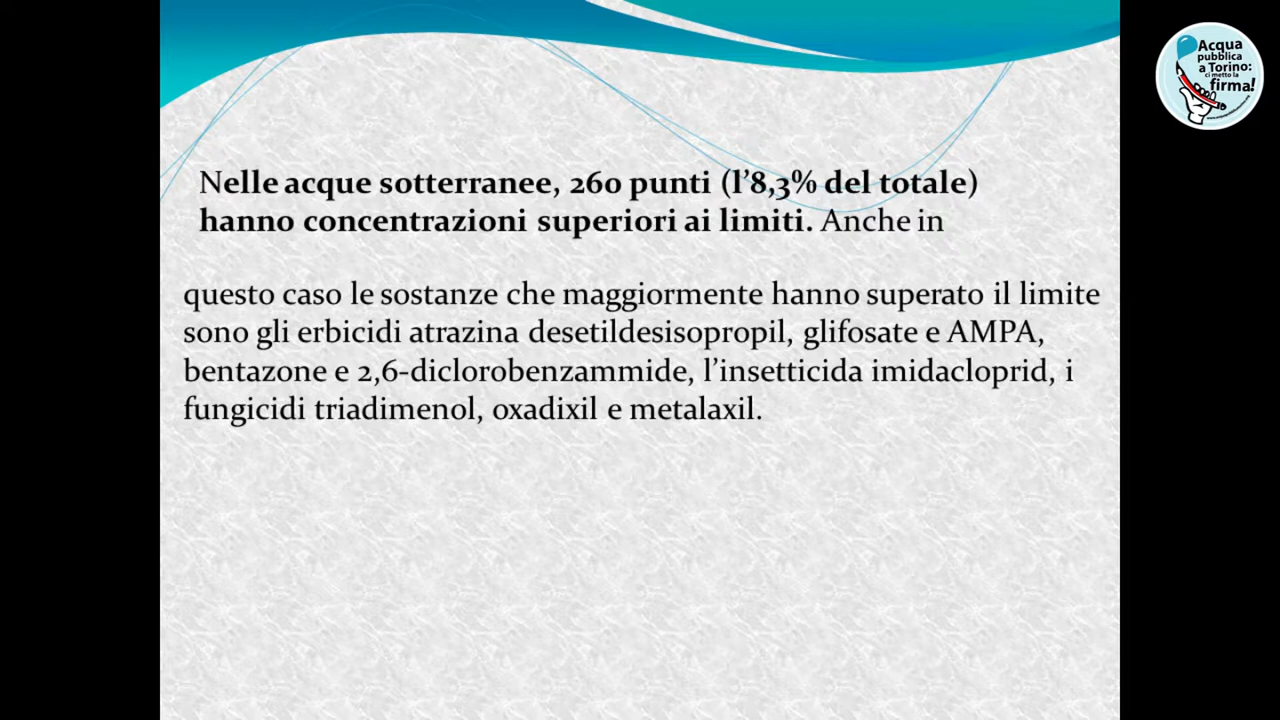 Acqua
pubblica
a Torino:
ci metto la
firma!
Nelle acque sotterranee, 260 punti (l’8,3% del totale)
hanno concentrazioni superiori ai limiti. Anche in
questo caso le sostanze che maggiormente hanno superato il limite
sono gli erbicidi atrazina desetildesisopropil, glifosate e AMPA,
bentazone e 2,6-diclorobenzammide, l’insetticida imidacloprid, i
fungicidi triadimenol, oxadixil e metalaxil.